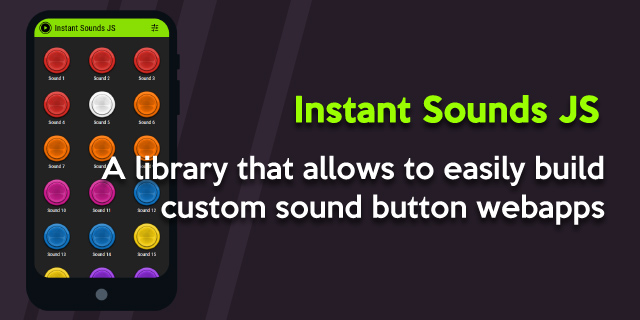 Instant Sounds JS
Sound 1 Sound 2 Sound 3
Sound 4 Sound 5 Sound 6
Sound 7
Sound 10 Sound 11 Sound 12
Sound 13 Sound 14 Sound 15
Instant Sounds JS
A library that allows to easily build
custom sound button webapps